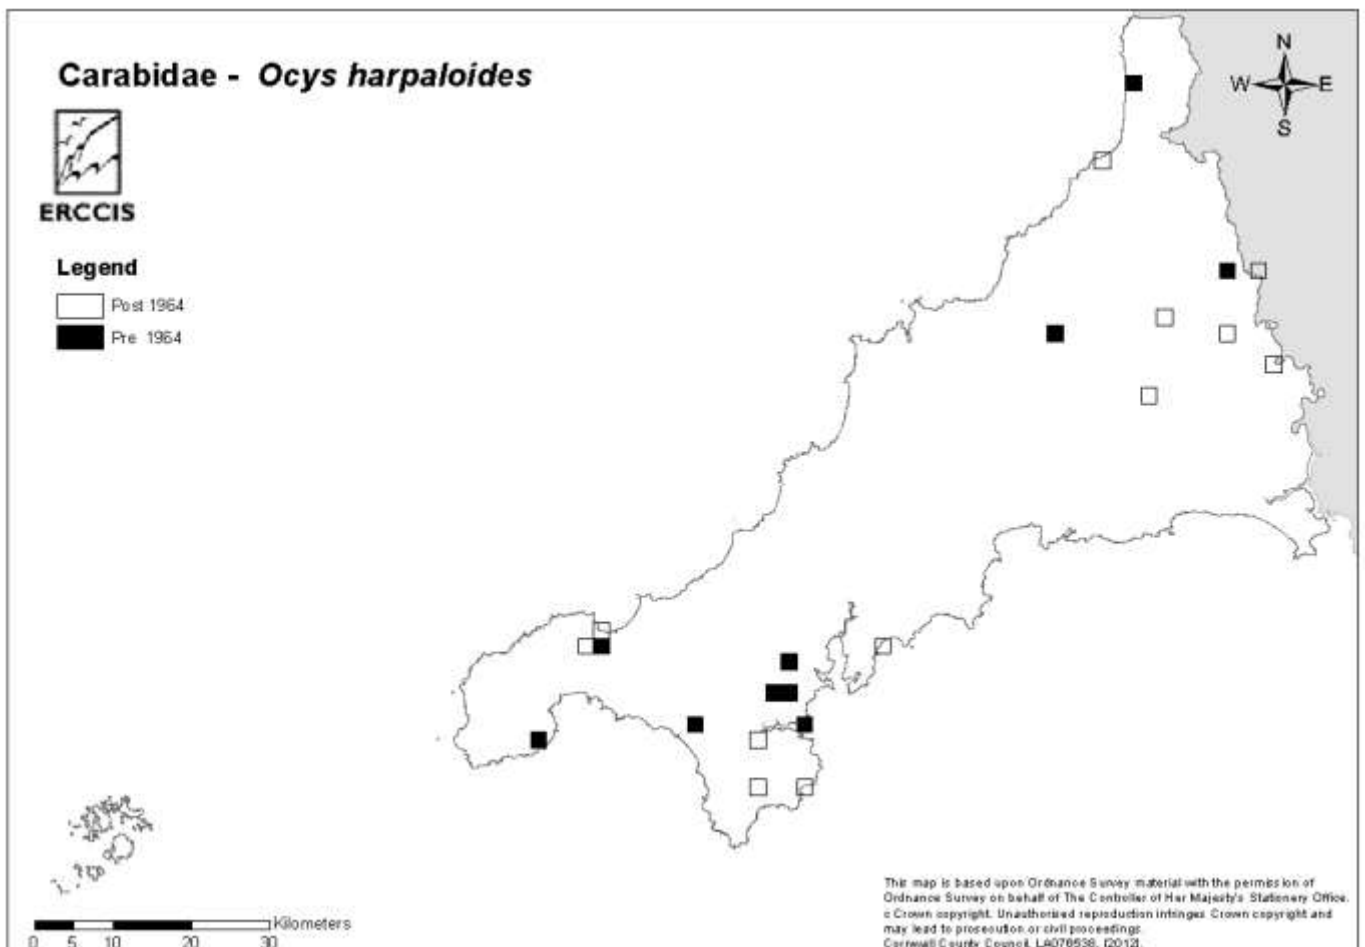 Carabidae - Ocys harpaloides
ERCCIS
Legend
Post 1964
Pre 1964
N
W E
S
Kilometers
0 5 10 20 30
This map is based upon Ordnance Survey material with the permission of
Ordnance Survey on behalf of The Controller of Her Majesty's Stationery Office.
c Crown copyright. Unauthorised reproduction infringes Crown copyright and
may lead to prosecution or civil proceedings
Cornwall County Council, LA076538, [2012].